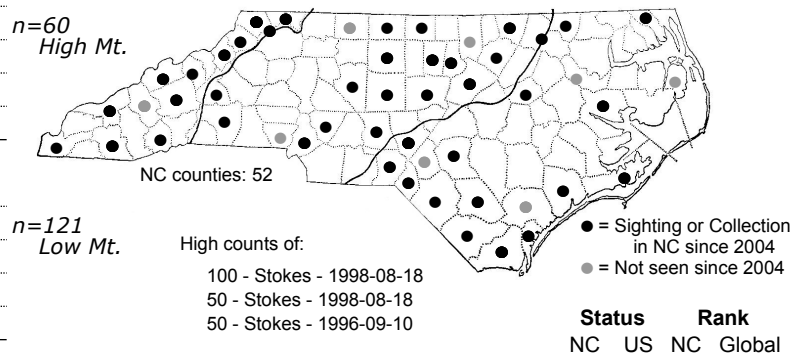 n=60
High Mt.
NC counties: 52
n=121
Low Mt.
High counts of:
100 - Stokes - 1998-08-18
50 - Stokes - 1998-08-18
50 - Stokes - 1996-09-10
= Sighting or Collection
in NC since 2004
= Not seen since 2004
Status Rank
NC US NC Global